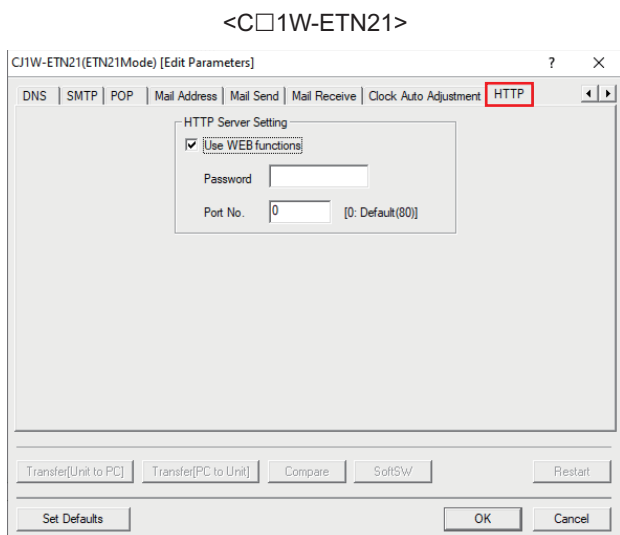 <C□1W-ETN21>
CJ1W-ETN21(ETN21Mode) [Edit Parameters] ? ×
DNS SMTP POP Mail Address Mail Send Mail Receive Clock Auto Adjustment HTTP
HTTP Server Setting
Use WEB functions
Password
Port No. 0 [0: Default(80)]
Transfer[Unit to PC] Transfer[PC to Unit] Compare SoftSW Restart
Set Defaults OK Cancel